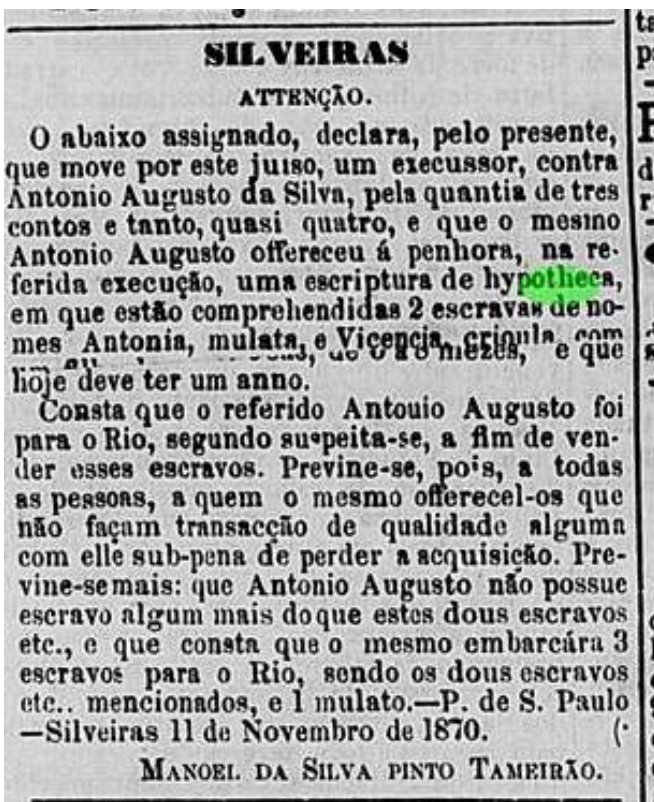 SILVEIRAS
ATTENÇÃO.
O abaixo assignado, declara, pelo presente,
que move por este juiso, um execussor, contra
Antonio Augusto da Silva, pela quantia de tres
contos e tanto, quasi quatro, e que o mesmo
Antonio Augusto offereceu á penhora, na re-
ferida execução, uma escriptura de hypotheca,
em que estão comprehendidas 2 escravas de no-
mes Antonia, mulata, e Vicencia, crioula, com
mezes, e que
hoje deve ter um anno.
Consta que o referido Antouio Augusto foi
para o Rio, segundo suspeita-se, a fim de ven-
der esses escravos. Previne-se, pois, a todas
as pessoas, a quem o mesmo offerecel-os que
não façam transacção de qualidade alguma
com elle sub-pena de perder a acquisição. Pre-
vine-se mais: que Antonio Augusto não possue
escravo algum mais do que estes dous escravos
etc., e que consta que o mesmo embarcára 3
escravos para o Rio, sendo os dous escravos
etc.. mencionados, e 1 mulato.—P. de S. Paulo
—Silveiras 11 de Novembro de 1870. (·
MANOEL DA SILVA PINTO TAMEIRÃO.